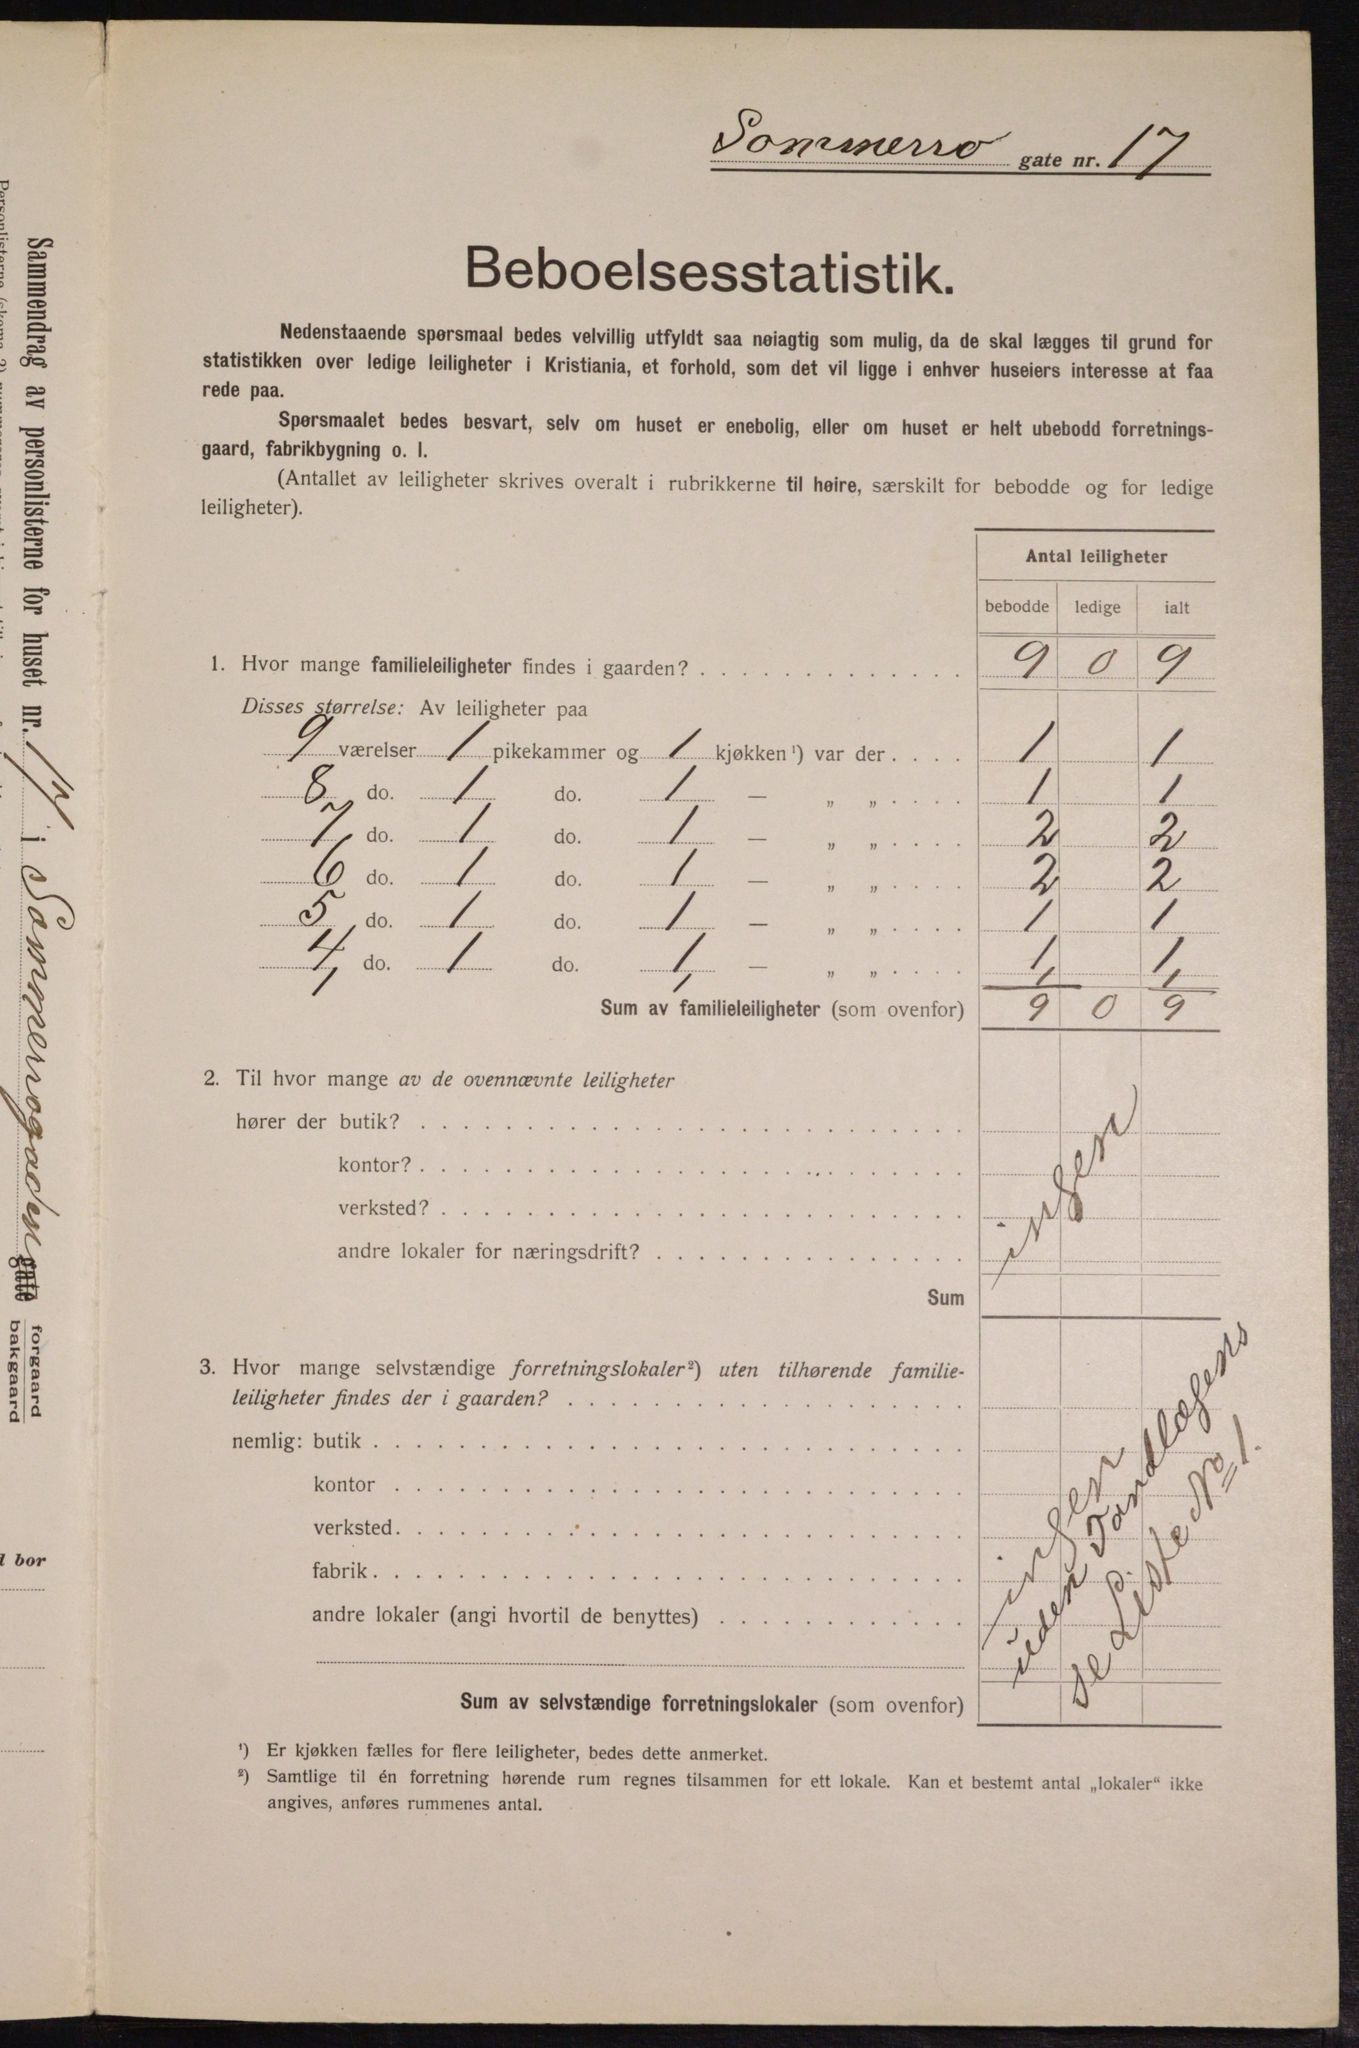 Sommerro gate nr. 17
Beboelsesstatistik.
Nedenstaaende spørsmaal bedes velvillig utfyldt saa nøiagtig som mulig, da de skal lægges til grund for
statistikken over ledige leiligheter i Kristiania, et forhold, som det vil ligge i enhver huseiers interesse at faa
rede paa.
Spørsmaalet bedes besvart, selv om huset er enebolig, eller om huset er helt ubebodd forretnings-
gaard, fabrikbygning o. l.
(Antallet av leiligheter skrives overalt i rubrikkerne til høire, særskilt for bebodde og for ledige
leiligheter).
Antal leiligheter
bebodde ledige ialt
1. Hvor mange familieleiligheter findes i gaarden? . . . . . . . . . . . . . 9 0 9
Disses størrelse: Av leiligheter paa
9 værelser 1 pikekammer og 1 kjøkken ¹) var der . . . . 1 1
8 do. 1 do. 1 — „ „ . . . . 1 1
7 do. 1 do. 1 — „ „ . . . . 2 2
6 do. 1 do. 1 — „ „ . . . . 2 2
5 do. 1 do. 1 — „ „ . . . . 1 1
4 do. 1 do. 1 — „ „ . . . . 1 1
Sum av familieleiligheter (som ovenfor) 9 0 9
2. Til hvor mange av de ovennævnte leiligheter
hører der butik? . . . . . . . . . . . . . . . . . . . . . . . . .
kontor? . . . . . . . . . . . . . . . . . . . . . . . . .
verksted? . . . . . . . . . . . . . . . . . . . . . . . .
andre lokaler for næringsdrift? . . . . . . . . . . . . . . .
ingen
Sum
3. Hvor mange selvstændige forretningslokaler²) uten tilhørende familie-
leiligheter findes der i gaarden? . . . . . . . . . . . . . . . . . .
nemlig: butik . . . . . . . . . . . . . . . . . . . . . . . . . . .
kontor . . . . . . . . . . . . . . . . . . . . . . . . . . .
verksted. . . . . . . . . . . . . . . . . . . . . . . . . .
fabrik. . . . . . . . . . . . . . . . . . . . . . . . . . .
andre lokaler (angi hvortil de benyttes) . . . . . . . . . . . .
ingen
uden Tandlægens
se Liste No 1.
Sum av selvstændige forretningslokaler (som ovenfor)
¹) Er kjøkken fælles for flere leiligheter, bedes dette anmerket.
²) Samtlige til én forretning hørende rum regnes tilsammen for ett lokale. Kan et bestemt antal „lokaler“ ikke
angives, anføres rummenes antal.
Sammendrag av personlisterne for huset nr. 17 i Sommerrogaden gate forgaard
bakgaard
bor